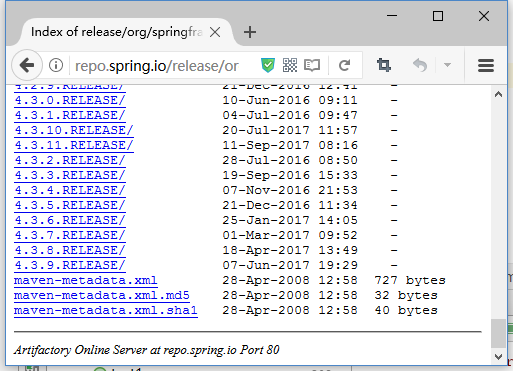 Index of release/org/springfra
repo.spring.io/release/or
4.2.9.RELEASE/ 21-Dec-2016 12:41 -
4.3.0.RELEASE/ 10-Jun-2016 09:11 -
4.3.1.RELEASE/ 04-Jul-2016 09:47 -
4.3.10.RELEASE/ 20-Jul-2017 11:57 -
4.3.11.RELEASE/ 11-Sep-2017 08:16 -
4.3.2.RELEASE/ 28-Jul-2016 08:50 -
4.3.3.RELEASE/ 19-Sep-2016 15:33 -
4.3.4.RELEASE/ 07-Nov-2016 21:53 -
4.3.5.RELEASE/ 21-Dec-2016 11:34 -
4.3.6.RELEASE/ 25-Jan-2017 14:05 -
4.3.7.RELEASE/ 01-Mar-2017 09:52 -
4.3.8.RELEASE/ 18-Apr-2017 13:49 -
4.3.9.RELEASE/ 07-Jun-2017 19:29 -
maven-metadata.xml 28-Apr-2008 12:58 727 bytes
maven-metadata.xml.md5 28-Apr-2008 12:58 32 bytes
maven-metadata.xml.sha1 28-Apr-2008 12:58 40 bytes
Artifactory Online Server at repo.spring.io Port 80